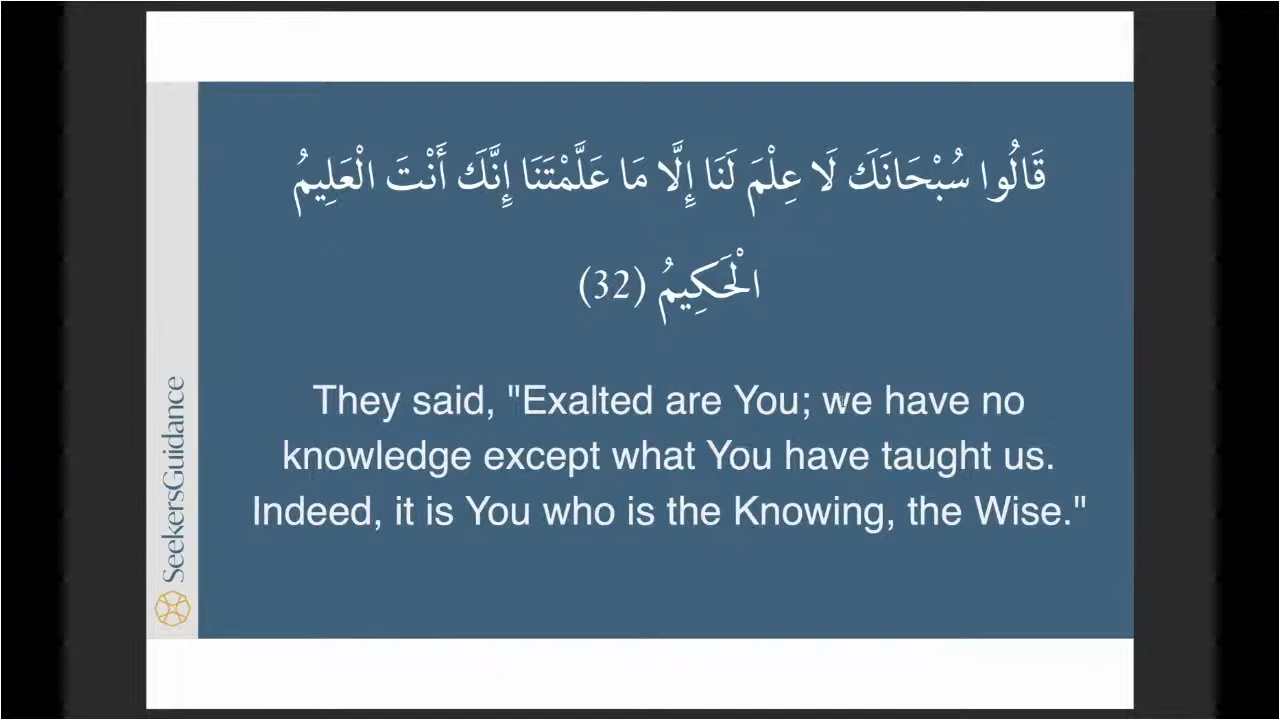 قَالُوا سُبْحَانَكَ لَا عِلْمَ لَنَا إِلَّا مَا عَلَّمْتَنَا إِنَّكَ أَنْتَ الْعَلِيمُ
الْحَكِيمُ (32)
They said, "Exalted are You; we have no
knowledge except what You have taught us.
Indeed, it is You who is the Knowing, the Wise."
SeekersGuidance